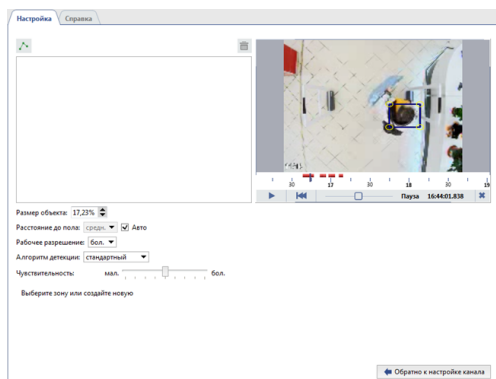 Настройка Справка
30 17 30 18 30 19
Пауза 16:44:01.838
Размер объекта: 17,23%
Расстояние до пола: средн. Авто
Рабочее разрешение: бол.
Алгоритм детекции: стандартный
Чувствительность: мал. бол.
Выберите зону или создайте новую
Обратно к настройке канала